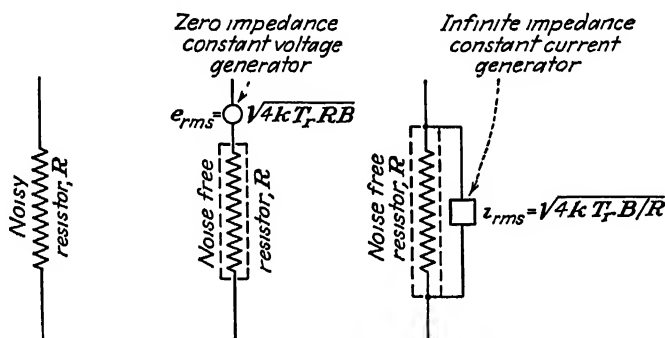 Zero impedance
constant voltage
generator
Infinite impedance
constant current
generator
Noisy
resistor, R
e_rms = √4kT_rRB
Noise free
resistor, R
Noise free
resistor, R
i_rms = √4kT_rB/R